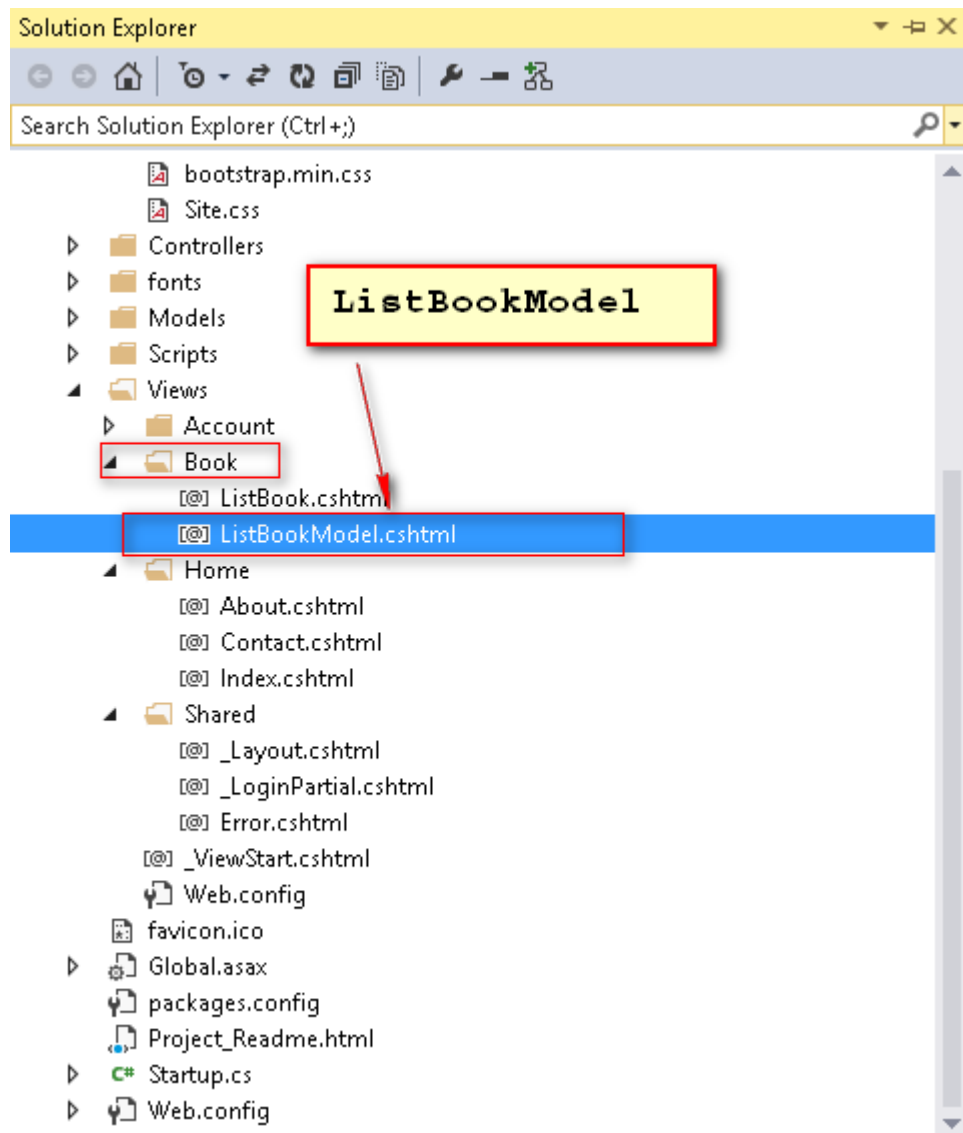 Solution Explorer
Search Solution Explorer (Ctrl+;)
bootstrap.min.css
Site.css
Controllers
fonts
ListBookModel
Models
Scripts
Views
Account
Book
[@] ListBook.cshtml
[@] ListBookModel.cshtml
Home
[@] About.cshtml
[@] Contact.cshtml
[@] Index.cshtml
Shared
[@] _Layout.cshtml
[@] _LoginPartial.cshtml
[@] Error.cshtml
[@] _ViewStart.cshtml
Web.config
favicon.ico
Global.asax
packages.config
Project_Readme.html
C# Startup.cs
Web.config